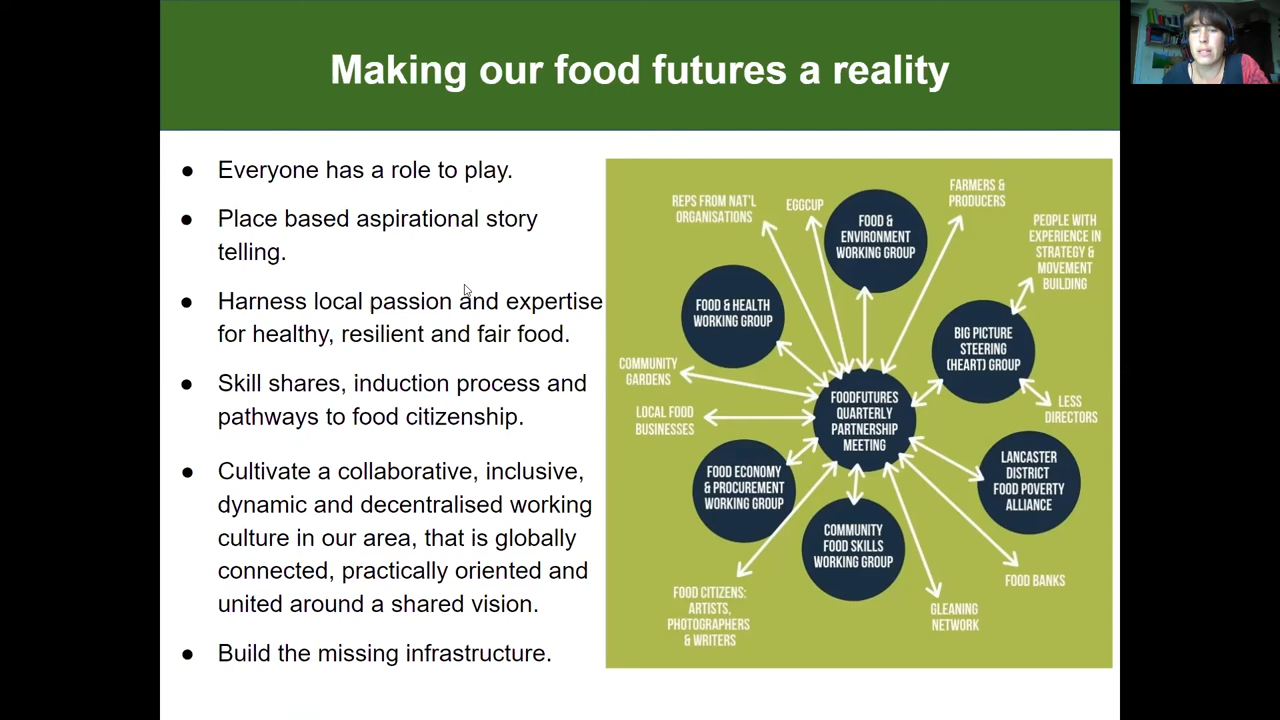 Making our food futures a reality
● Everyone has a role to play.
● Place based aspirational story
telling.
● Harness local passion and expertise
for healthy, resilient and fair food.
● Skill shares, induction process and
pathways to food citizenship.
● Cultivate a collaborative, inclusive,
dynamic and decentralised working
culture in our area, that is globally
connected, practically oriented and
united around a shared vision.
● Build the missing infrastructure.
REPS FROM NAT'L
ORGANISATIONS
EGGCUP
FOOD &
ENVIRONMENT
WORKING GROUP
FARMERS &
PRODUCERS
PEOPLE WITH
EXPERIENCE IN
STRATEGY &
MOVEMENT
BUILDING
FOOD & HEALTH
WORKING GROUP
BIG PICTURE
STEERING
(HEART) GROUP
COMMUNITY
GARDENS
LESS
DIRECTORS
LOCAL FOOD
BUSINESSES
FOODFUTURES
QUARTERLY
PARTNERSHIP
MEETING
FOOD ECONOMY
& PROCUREMENT
WORKING GROUP
LANCASTER
DISTRICT
FOOD POVERTY
ALLIANCE
COMMUNITY
FOOD SKILLS
WORKING GROUP
FOOD BANKS
FOOD CITIZENS:
ARTISTS,
PHOTOGRAPHERS
& WRITERS
GLEANING
NETWORK